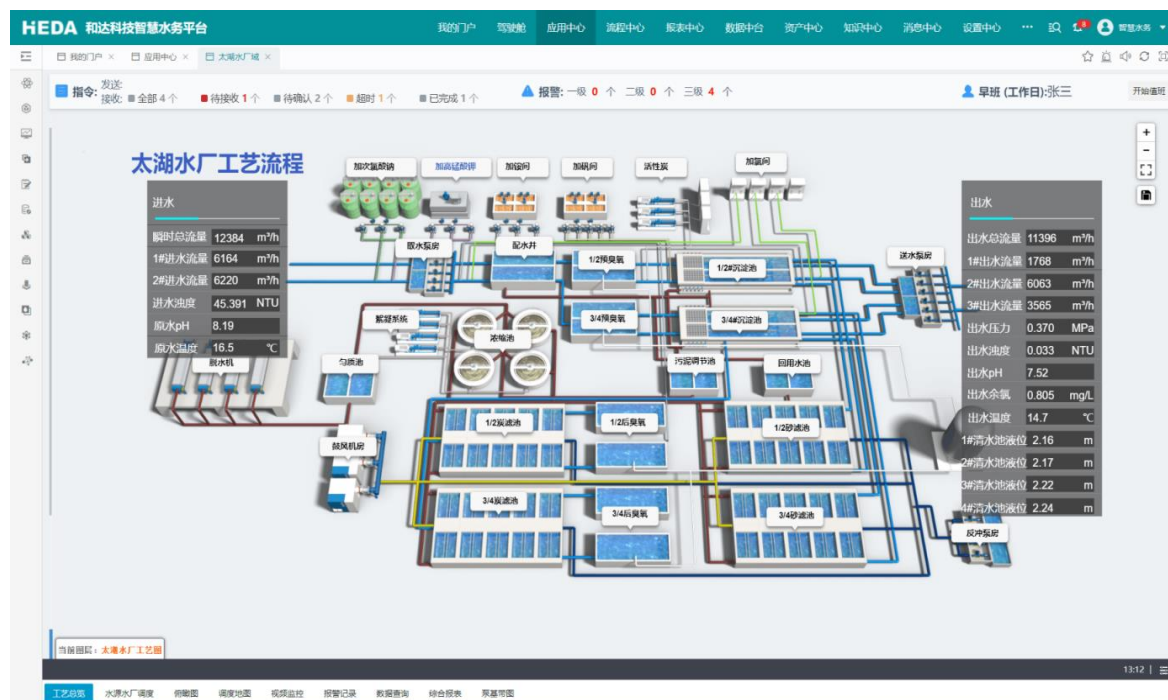 HEDA 和达科技智慧水务平台
我的门户 驾驶舱 应用中心 流程中心 报表中心 数据中台 资产中心 知识中心 消息中心 设置中心 ··· 8 智慧水务
我的门户 × 应用中心 × 太湖水厂域 ×
指令: 发送:
接收: 全部 4 个 待接收 1 个 待确认 2 个 超时 1 个 已完成 1 个
报警: 一级 0 个 二级 0 个 三级 4 个
早班 (工作日):张三
开始值班
太湖水厂工艺流程
进水
瞬时总流量 12384 m³/h
1#进水流量 6164 m³/h
2#进水流量 6220 m³/h
进水浊度 45.391 NTU
原水pH 8.19
原水温度 16.5 ℃
加次氯酸钠
加高锰酸钾
加铵间
加矾间
活性炭
加氯间
取水泵房
配水井
1/2预臭氧
1/2#沉淀池
送水泵房
絮凝系统
浓缩池
3/4预臭氧
3/4#沉淀池
脱水机
匀质池
污泥调节池
回用水池
鼓风机房
1/2炭滤池
1/2后臭氧
1/2砂滤池
3/4炭滤池
3/4后臭氧
3/4砂滤池
反冲泵房
出水
出水总流量 11396 m³/h
1#出水流量 1768 m³/h
2#出水流量 6063 m³/h
3#出水流量 3565 m³/h
出水压力 0.370 MPa
出水浊度 0.033 NTU
出水pH 7.52
出水余氯 0.805 mg/L
出水温度 14.7 ℃
1#清水池液位 2.16 m
2#清水池液位 2.17 m
3#清水池液位 2.22 m
4#清水池液位 2.24 m
当前图层: 太湖水厂工艺图
13:12
工艺总览 水源水厂调度 俯瞰图 调度地图 视频监控 报警记录 数据查询 综合报表 泵基带图